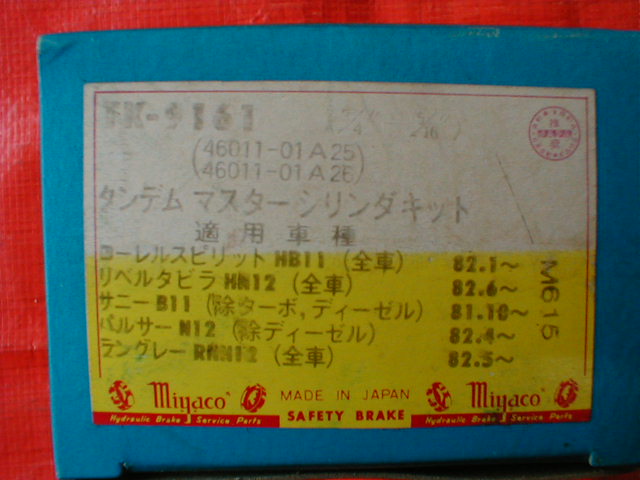 TK-9161
(46011-01A25)
(46011-01A26)
タンデム マスターシリンダキット
適用車種
ローレルスピリット HB11 (全車) 82.1～
リベルタビラ HN12 (全車) 82.6～
サニー B11 (除ターボ,ディーゼル) 81.10～
パルサー N12 (除ディーゼル) 82.4～
ラングレー RHN12 (全車) 82.5～
M615
Miyaco MADE IN JAPAN Miyaco
Hydraulic Brake Service Parts SAFETY BRAKE Hydraulic Brake Service Parts